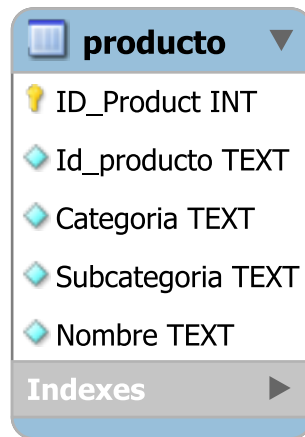 producto
ID_Product INT
Id_producto TEXT
Categoria TEXT
Subcategoria TEXT
Nombre TEXT
Indexes